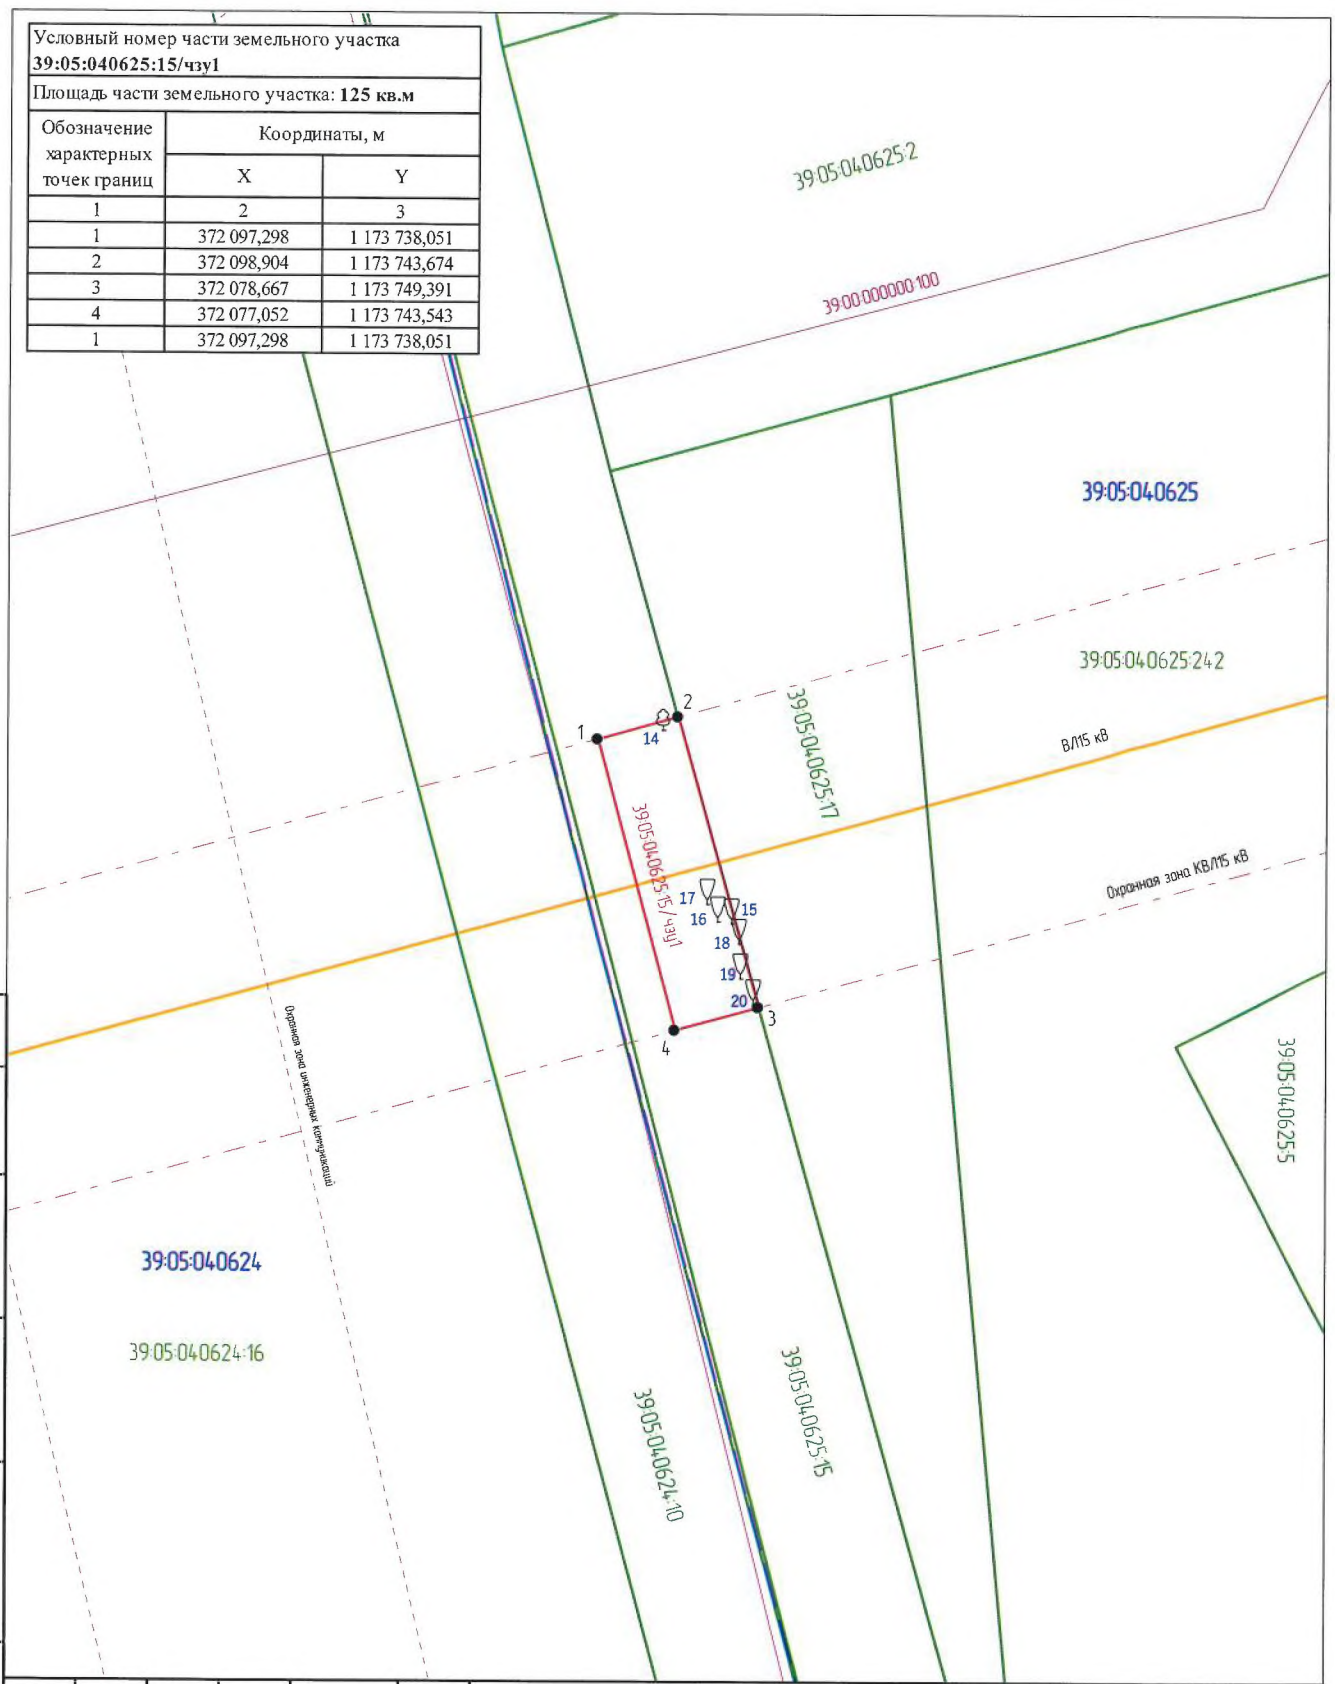 Условный номер части земельного участка
39:05:040625:15/чзу1
Площадь части земельного участка: 125 кв.м
Обозначение характерных точек границ
Координаты, м
X Y
1 2 3
1 372 097,298 1 173 738,051
2 372 098,904 1 173 743,674
3 372 078,667 1 173 749,391
4 372 077,052 1 173 743,543
1 372 097,298 1 173 738,051
39:05:040625:2
39:00:000000:100
39:05:040625
39:05:040625:242
39:05:040625:17
ВЛ15 кВ
Охранная зона КВЛ15 кВ
1
2
14
39:05:040625:15/чзу1
17
16
15
18
19
20
3
4
Охранная зона инженерных коммуникаций
39:05:040625:5
39:05:040624
39:05:040624:16
39:05:040624:10
39:05:040625:15